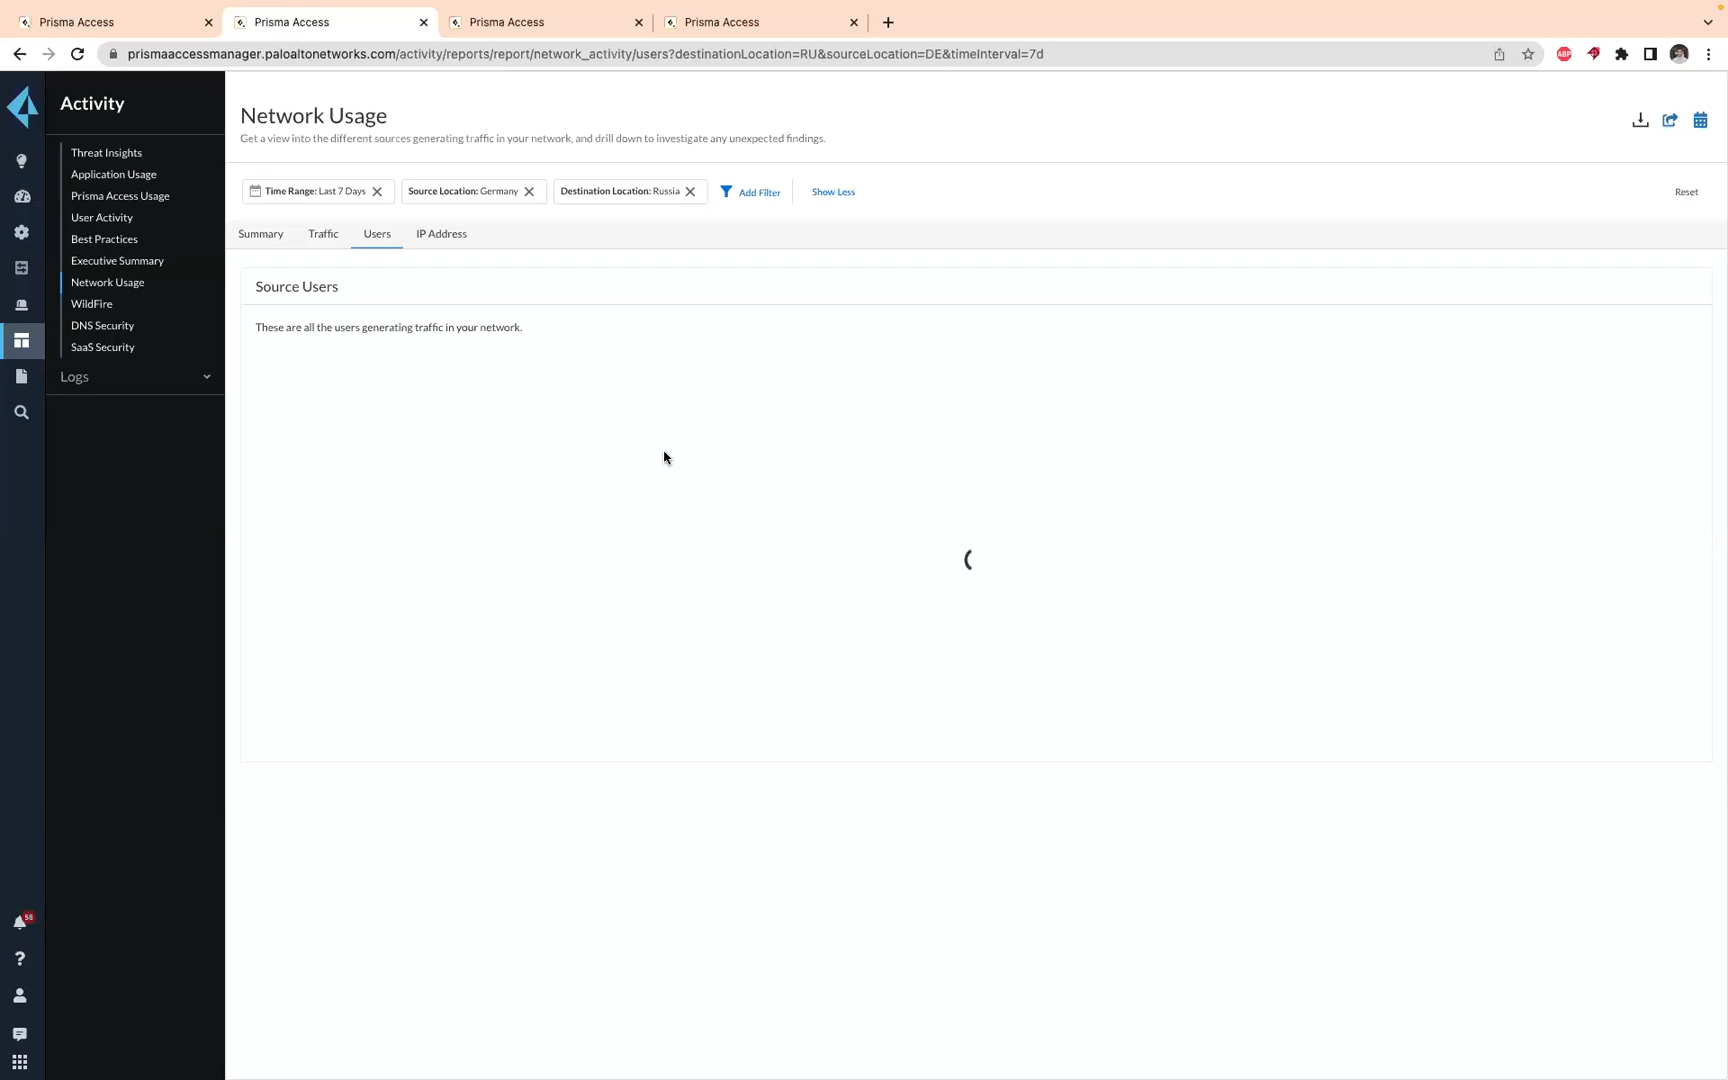 Prisma Access
Prisma Access
Prisma Access
Prisma Access
prismaaccessmanager.paloaltonetworks.com/activity/reports/report/network_activity/users?destinationLocation=RU&sourceLocation=DE&timeInterval=7d
ABP
Activity
Threat Insights
Application Usage
Prisma Access Usage
User Activity
Best Practices
Executive Summary
Network Usage
WildFire
DNS Security
SaaS Security
Logs
58
Network Usage
Get a view into the different sources generating traffic in your network, and drill down to investigate any unexpected findings.
Time Range: Last 7 Days
Source Location: Germany
Destination Location: Russia
Add Filter
Show Less
Reset
Summary
Traffic
Users
IP Address
Source Users
These are all the users generating traffic in your network.